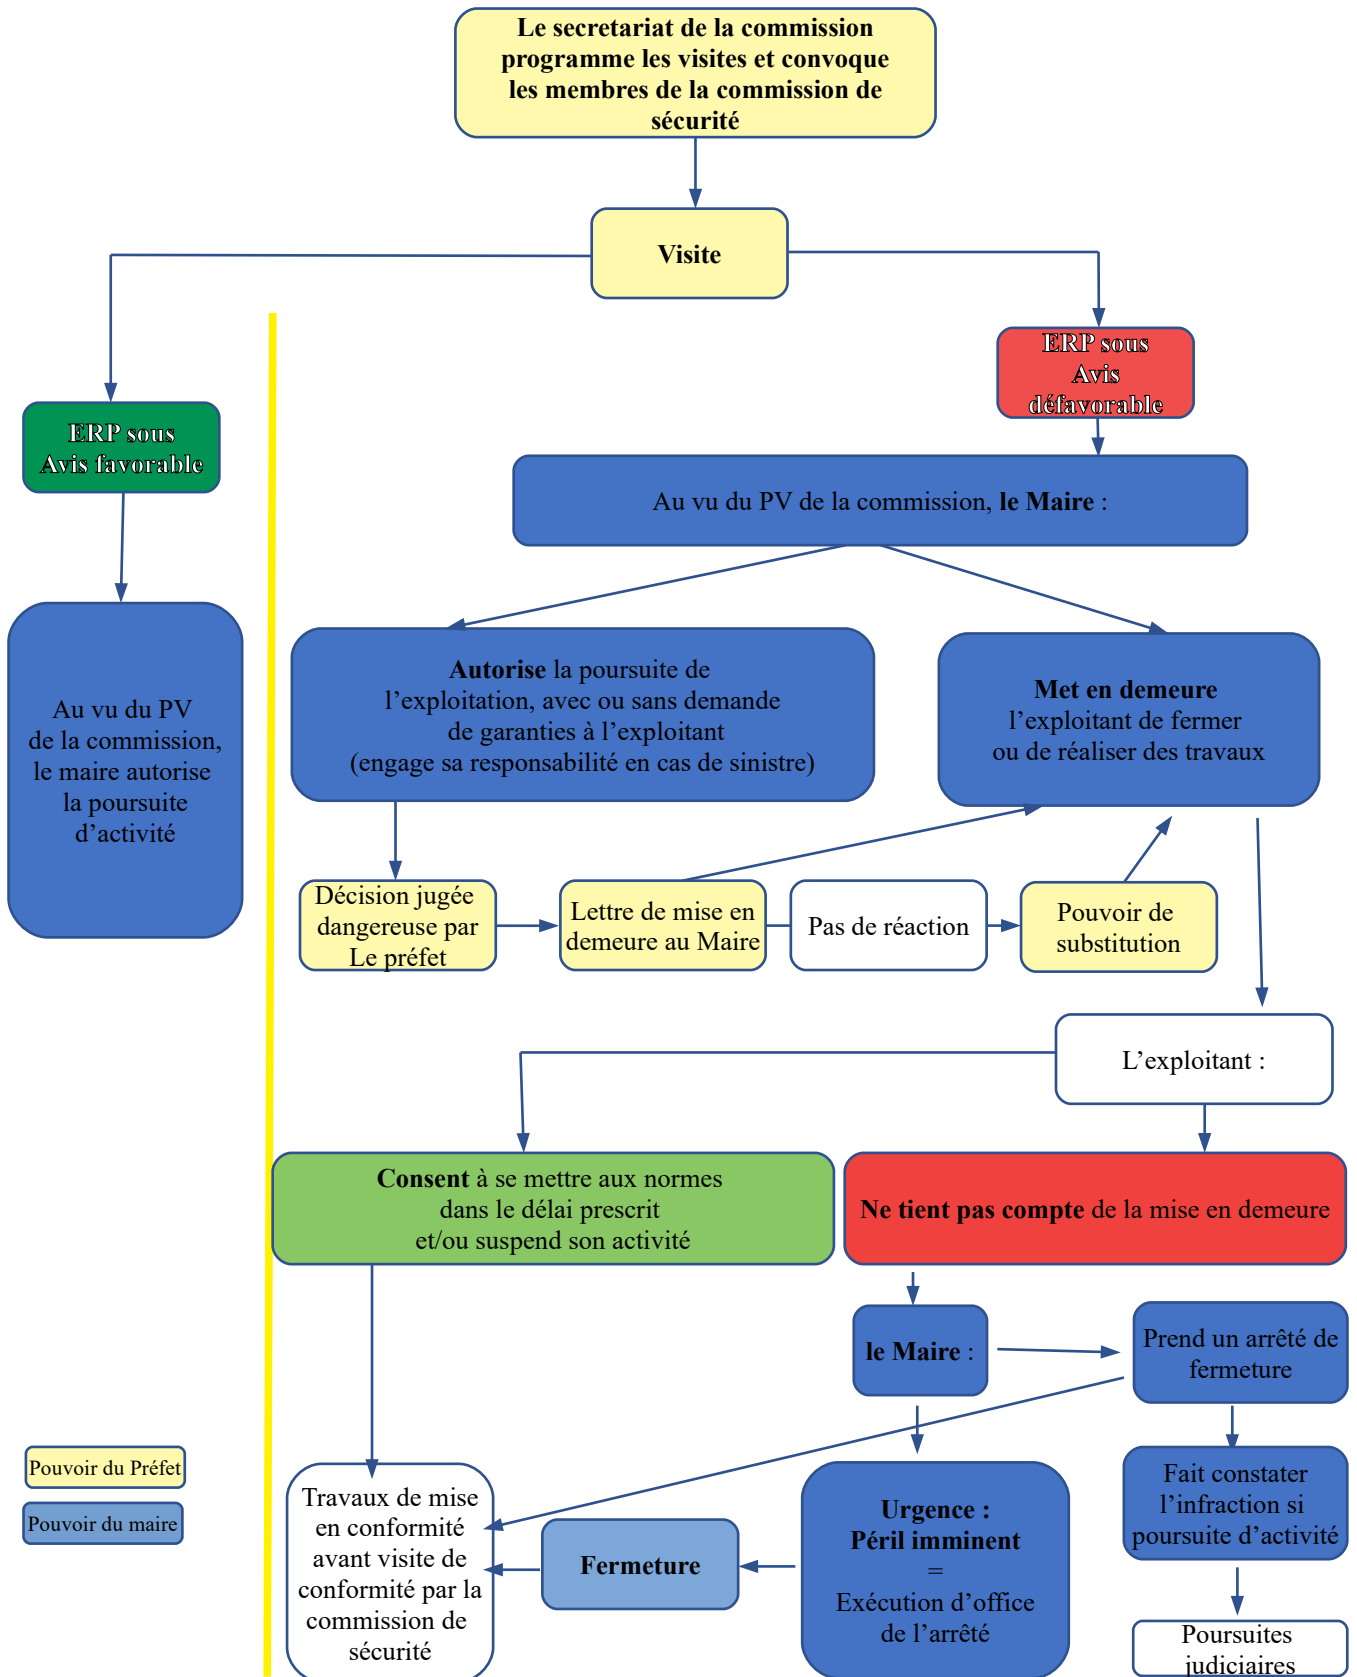 Le secretariat de la commission
programme les visites et convoque
les membres de la commission de
sécurité
Visite
ERP sous
Avis
défavorable
ERP sous
Avis favorable
Au vu du PV de la commission, le Maire :
Au vu du PV
de la commission,
le maire autorise
la poursuite
d’activité
Autorise la poursuite de
l’exploitation, avec ou sans demande
de garanties à l’exploitant
(engage sa responsabilité en cas de sinistre)
Met en demeure
l’exploitant de fermer
ou de réaliser des travaux
Décision jugée
dangereuse par
Le préfet
Lettre de mise en
demeure au Maire
Pas de réaction
Pouvoir de
substitution
L’exploitant :
Consent à se mettre aux normes
dans le délai prescrit
et/ou suspend son activité
Ne tient pas compte de la mise en demeure
le Maire :
Prend un arrêté de
fermeture
Pouvoir du Préfet
Pouvoir du maire
Travaux de mise
en conformité
avant visite de
conformité par la
commission de
sécurité
Fermeture
Urgence :
Péril imminent
=
Exécution d’office
de l’arrêté
Fait constater
l’infraction si
poursuite d’activité
Poursuites
judiciaires